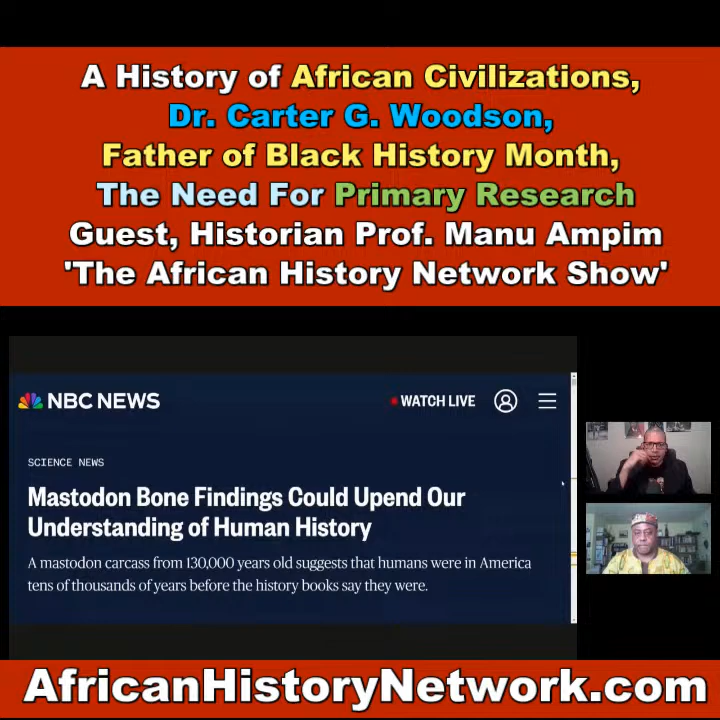 A History of African Civilizations,
Dr. Carter G. Woodson,
Father of Black History Month,
The Need For Primary Research
Guest, Historian Prof. Manu Ampim
'The African History Network Show'
NBC NEWS
WATCH LIVE
SCIENCE NEWS
Mastodon Bone Findings Could Upend Our
Understanding of Human History
A mastodon carcass from 130,000 years old suggests that humans were in America
tens of thousands of years before the history books say they were.
AfricanHistoryNetwork.com